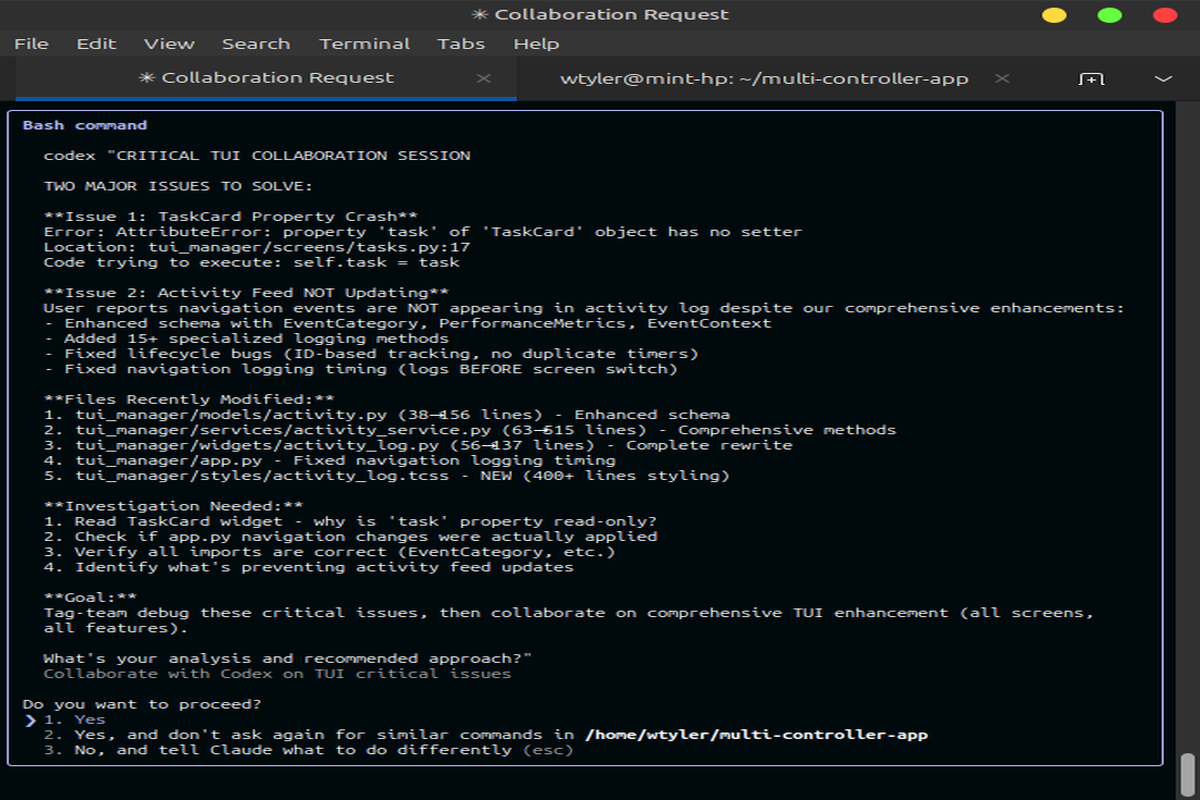 ✳ Collaboration Request
File Edit View Search Terminal Tabs Help
✳ Collaboration Request × wtyler@mint-hp: ~/multi-controller-app ×
Bash command
codex "CRITICAL TUI COLLABORATION SESSION
TWO MAJOR ISSUES TO SOLVE:
**Issue 1: TaskCard Property Crash**
Error: AttributeError: property 'task' of 'TaskCard' object has no setter
Location: tui_manager/screens/tasks.py:17
Code trying to execute: self.task = task
**Issue 2: Activity Feed NOT Updating**
User reports navigation events are NOT appearing in activity log despite our comprehensive enhancements:
- Enhanced schema with EventCategory, PerformanceMetrics, EventContext
- Added 15+ specialized logging methods
- Fixed lifecycle bugs (ID-based tracking, no duplicate timers)
- Fixed navigation logging timing (logs BEFORE screen switch)
**Files Recently Modified:**
1. tui_manager/models/activity.py (38→156 lines) - Enhanced schema
2. tui_manager/services/activity_service.py (63→615 lines) - Comprehensive methods
3. tui_manager/widgets/activity_log.py (56→137 lines) - Complete rewrite
4. tui_manager/app.py - Fixed navigation logging timing
5. tui_manager/styles/activity_log.tcss - NEW (400+ lines styling)
**Investigation Needed:**
1. Read TaskCard widget - why is 'task' property read-only?
2. Check if app.py navigation changes were actually applied
3. Verify all imports are correct (EventCategory, etc.)
4. Identify what's preventing activity feed updates
**Goal:**
Tag-team debug these critical issues, then collaborate on comprehensive TUI enhancement (all screens,
all features).
What's your analysis and recommended approach?"
Collaborate with Codex on TUI critical issues
Do you want to proceed?
❯ 1. Yes
2. Yes, and don't ask again for similar commands in /home/wtyler/multi-controller-app
3. No, and tell Claude what to do differently (esc)